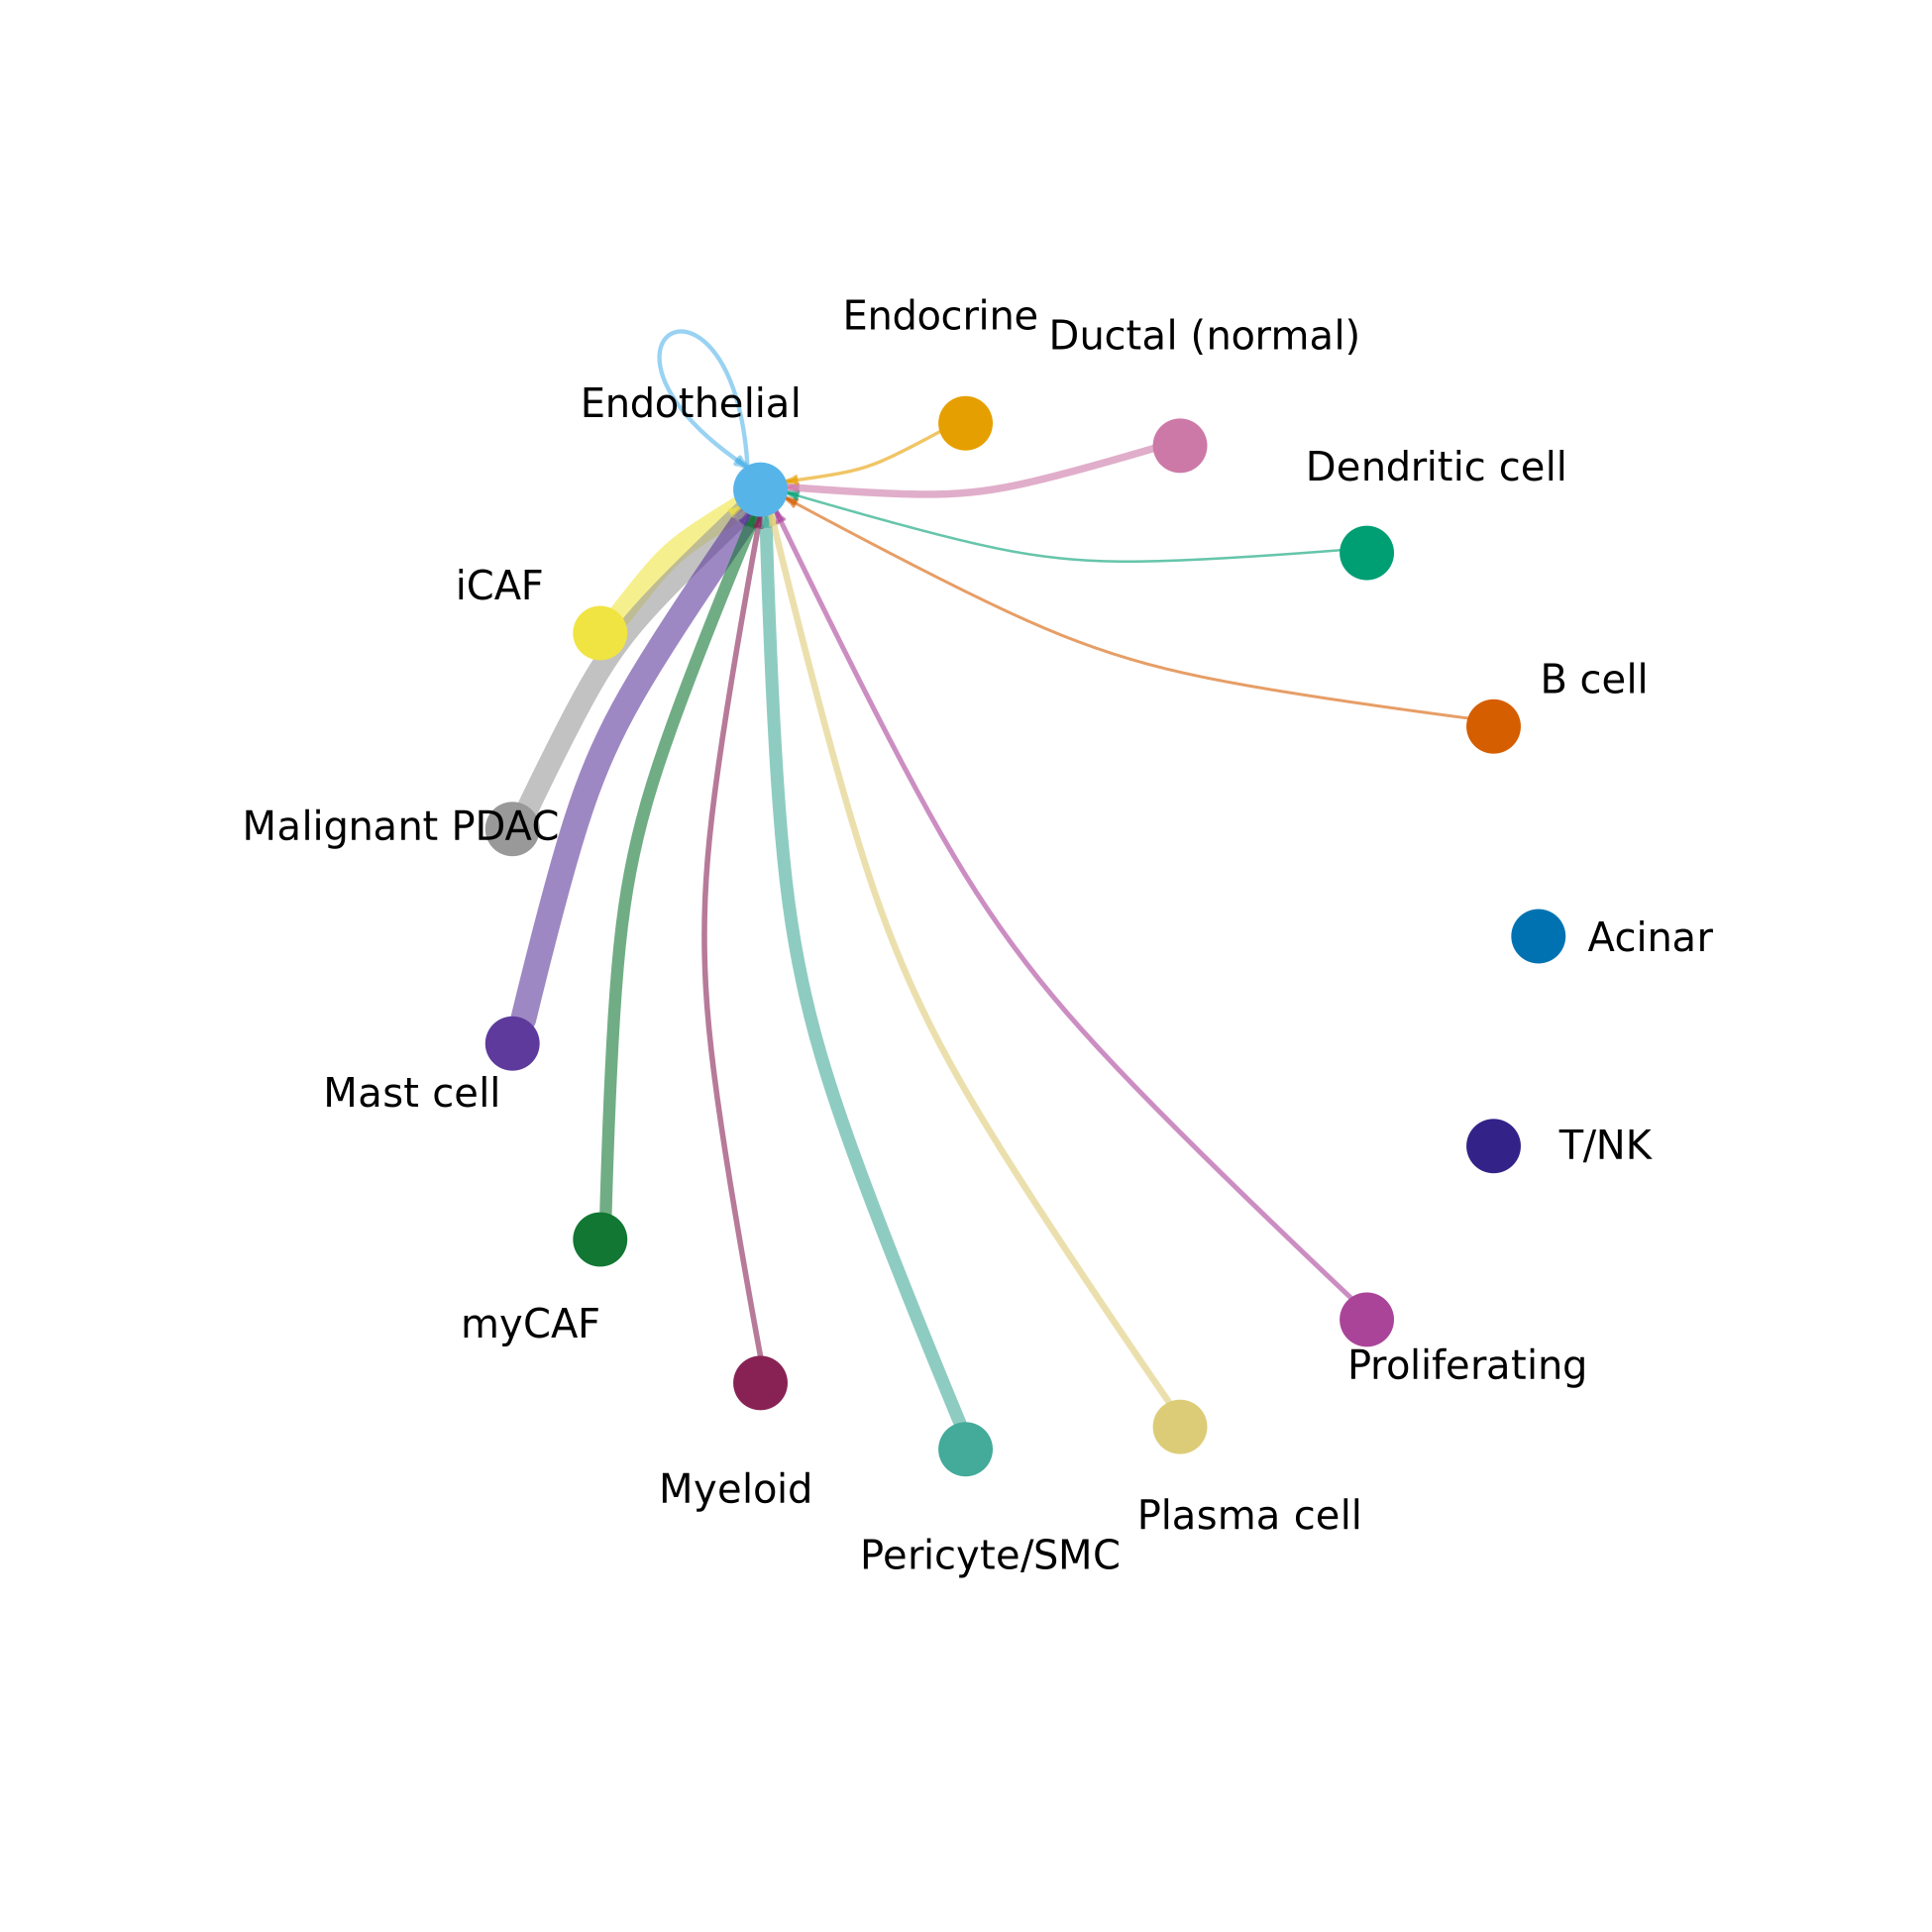 Endocrine
Ductal (normal)
Endothelial
Dendritic cell
iCAF
B cell
Malignant PDAC
Acinar
Mast cell
T/NK
myCAF
Proliferating
Myeloid
Plasma cell
Pericyte/SMC